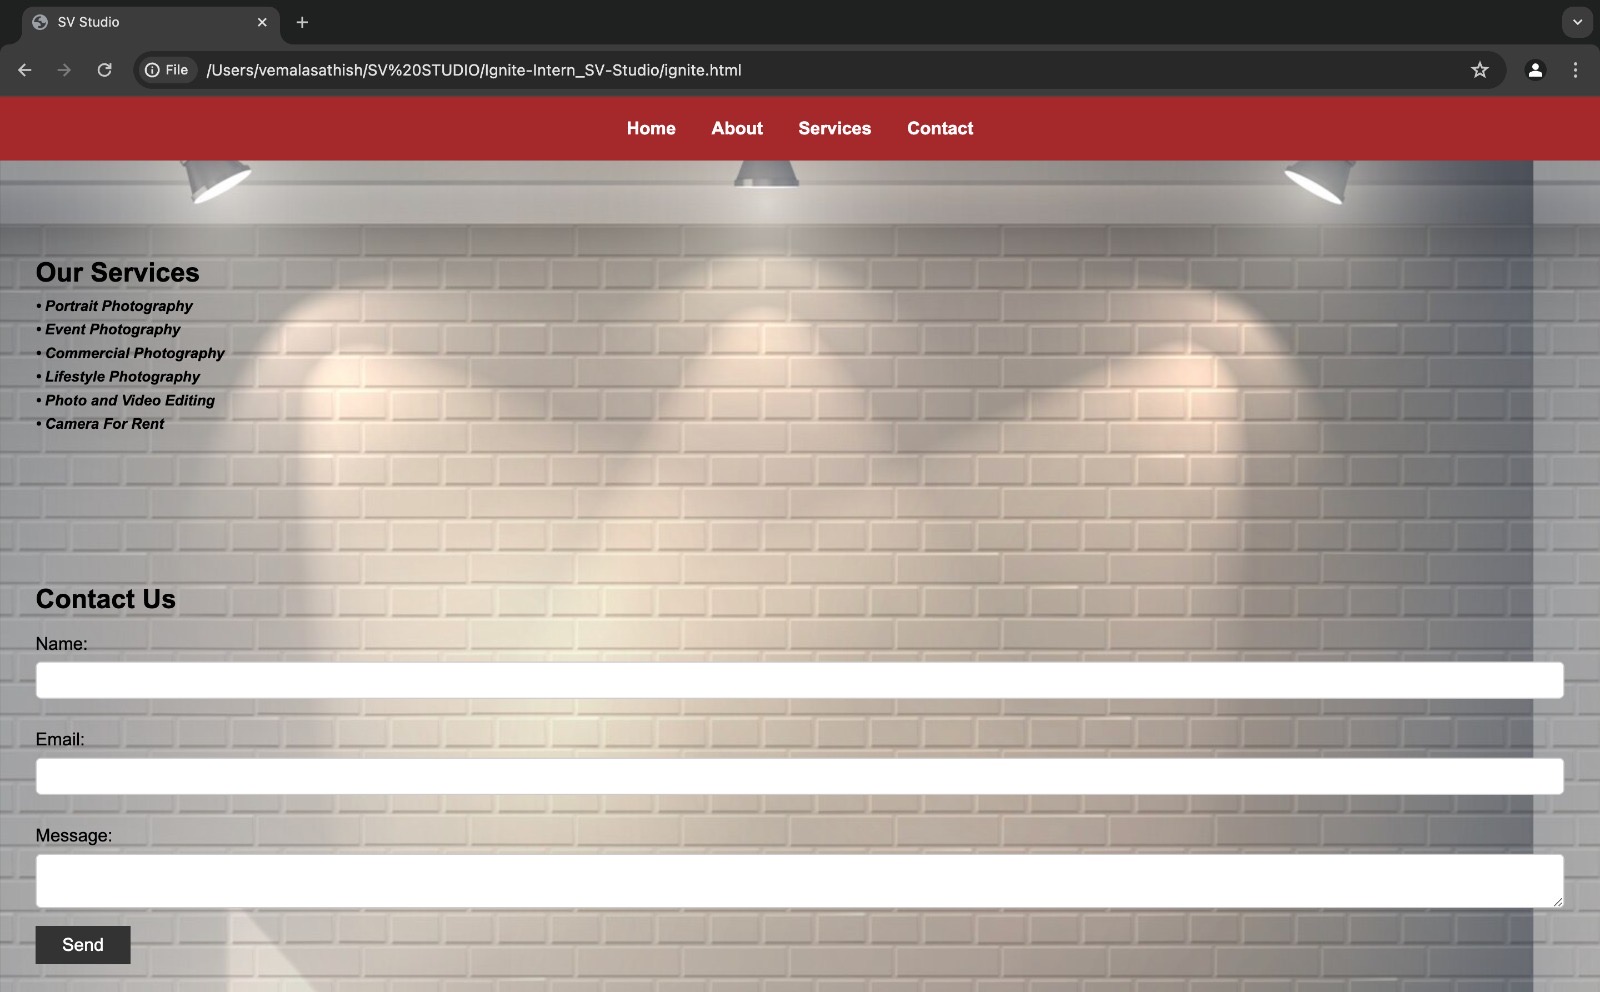 SV Studio
File /Users/vemalasathish/SV%20STUDIO/Ignite-Intern_SV-Studio/ignite.html
Home About Services Contact
Our Services
• Portrait Photography
• Event Photography
• Commercial Photography
• Lifestyle Photography
• Photo and Video Editing
• Camera For Rent
Contact Us
Name:
Email:
Message:
Send